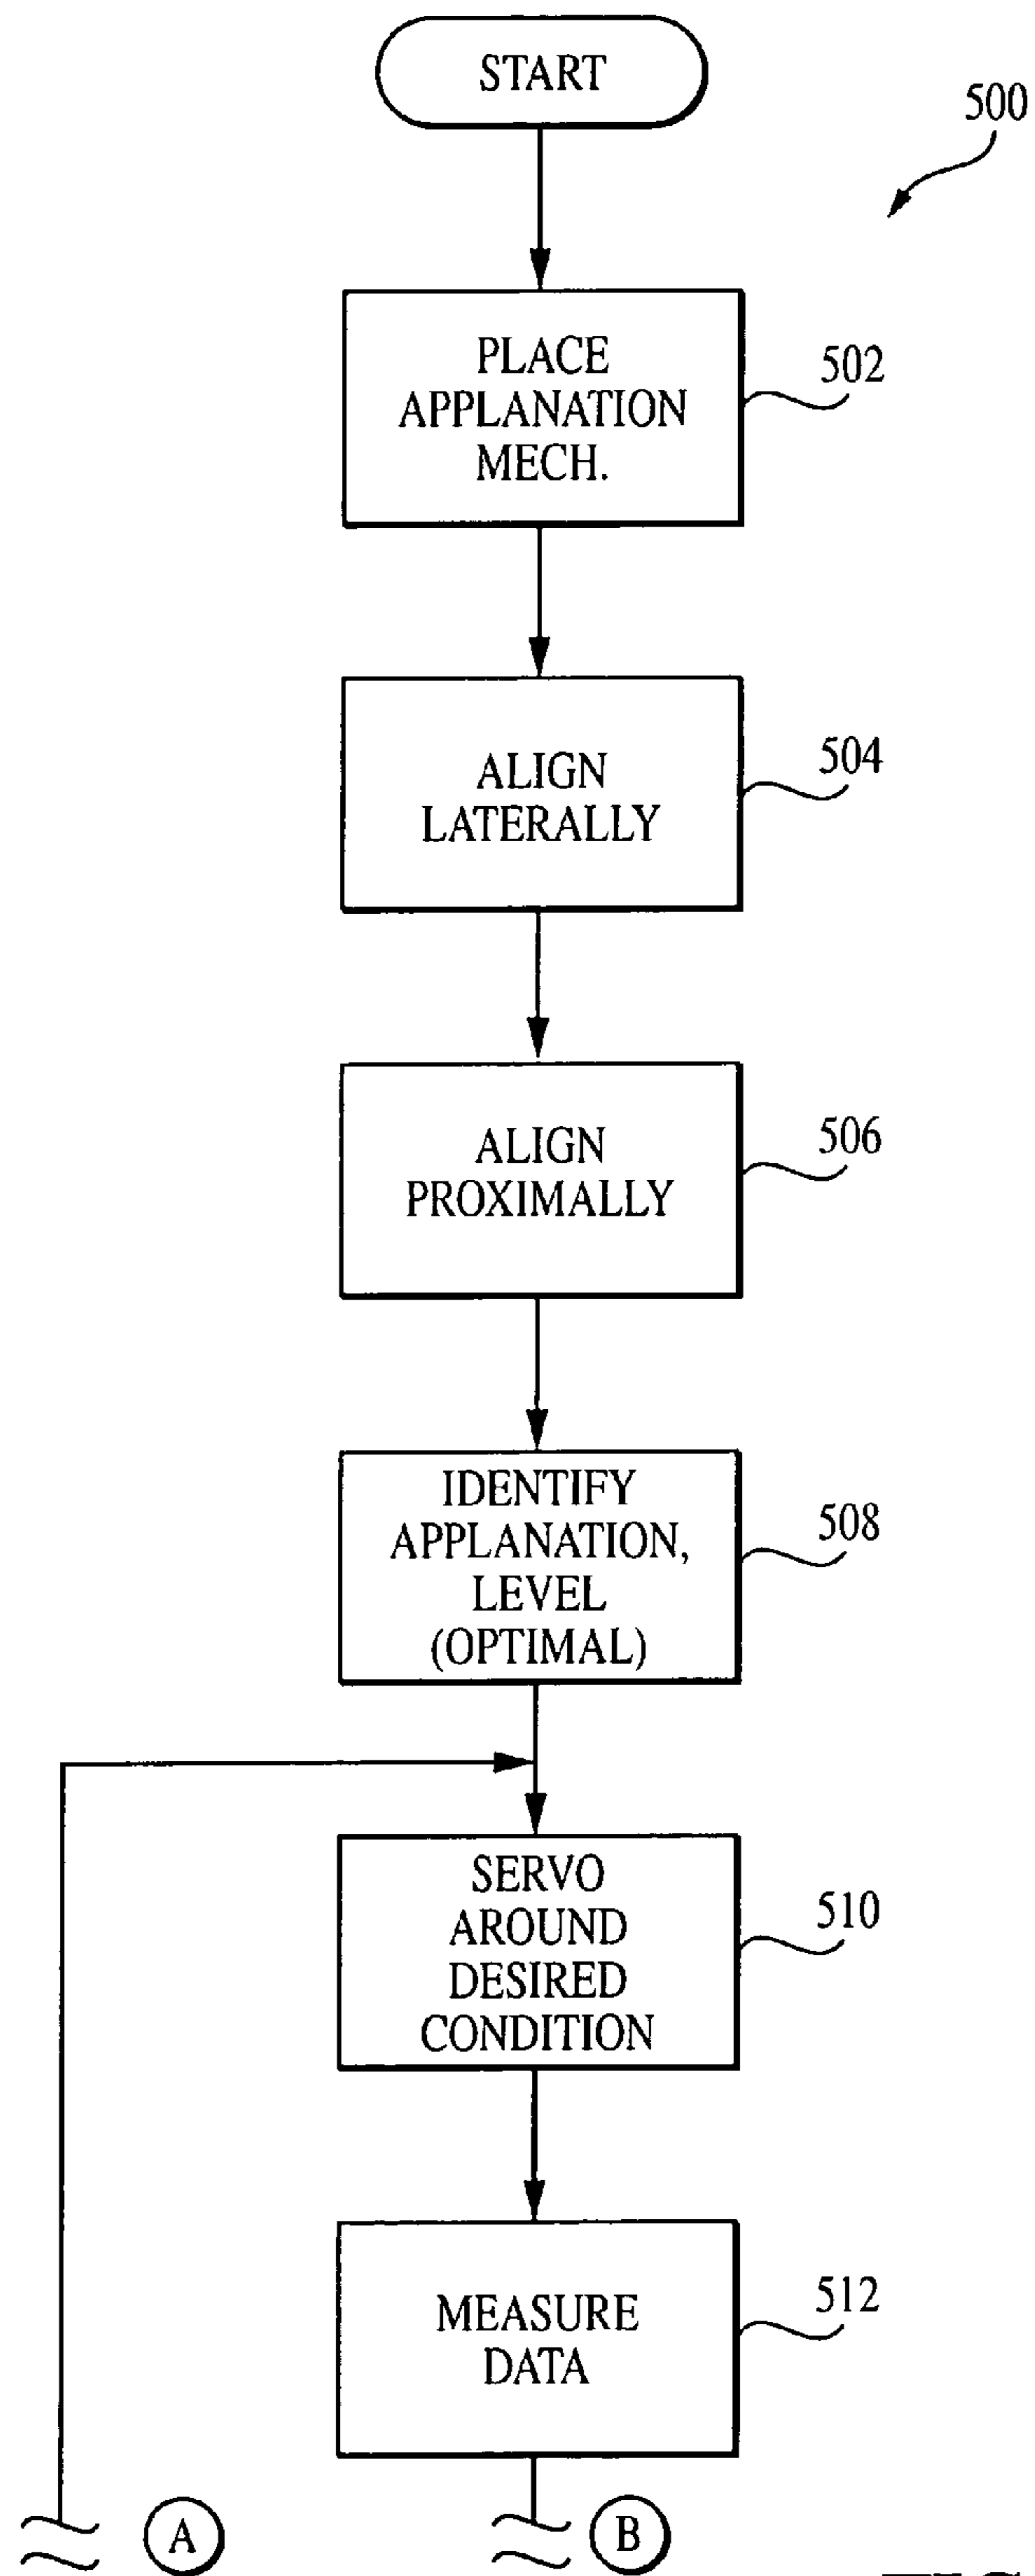 START
500
PLACE
APPLANATION
MECH.
502
ALIGN
LATERALLY
504
ALIGN
PROXIMALLY
506
IDENTIFY
APPLANATION,
LEVEL
(OPTIMAL)
508
SERVO
AROUND
DESIRED
CONDITION
510
MEASURE
DATA
512
A
B